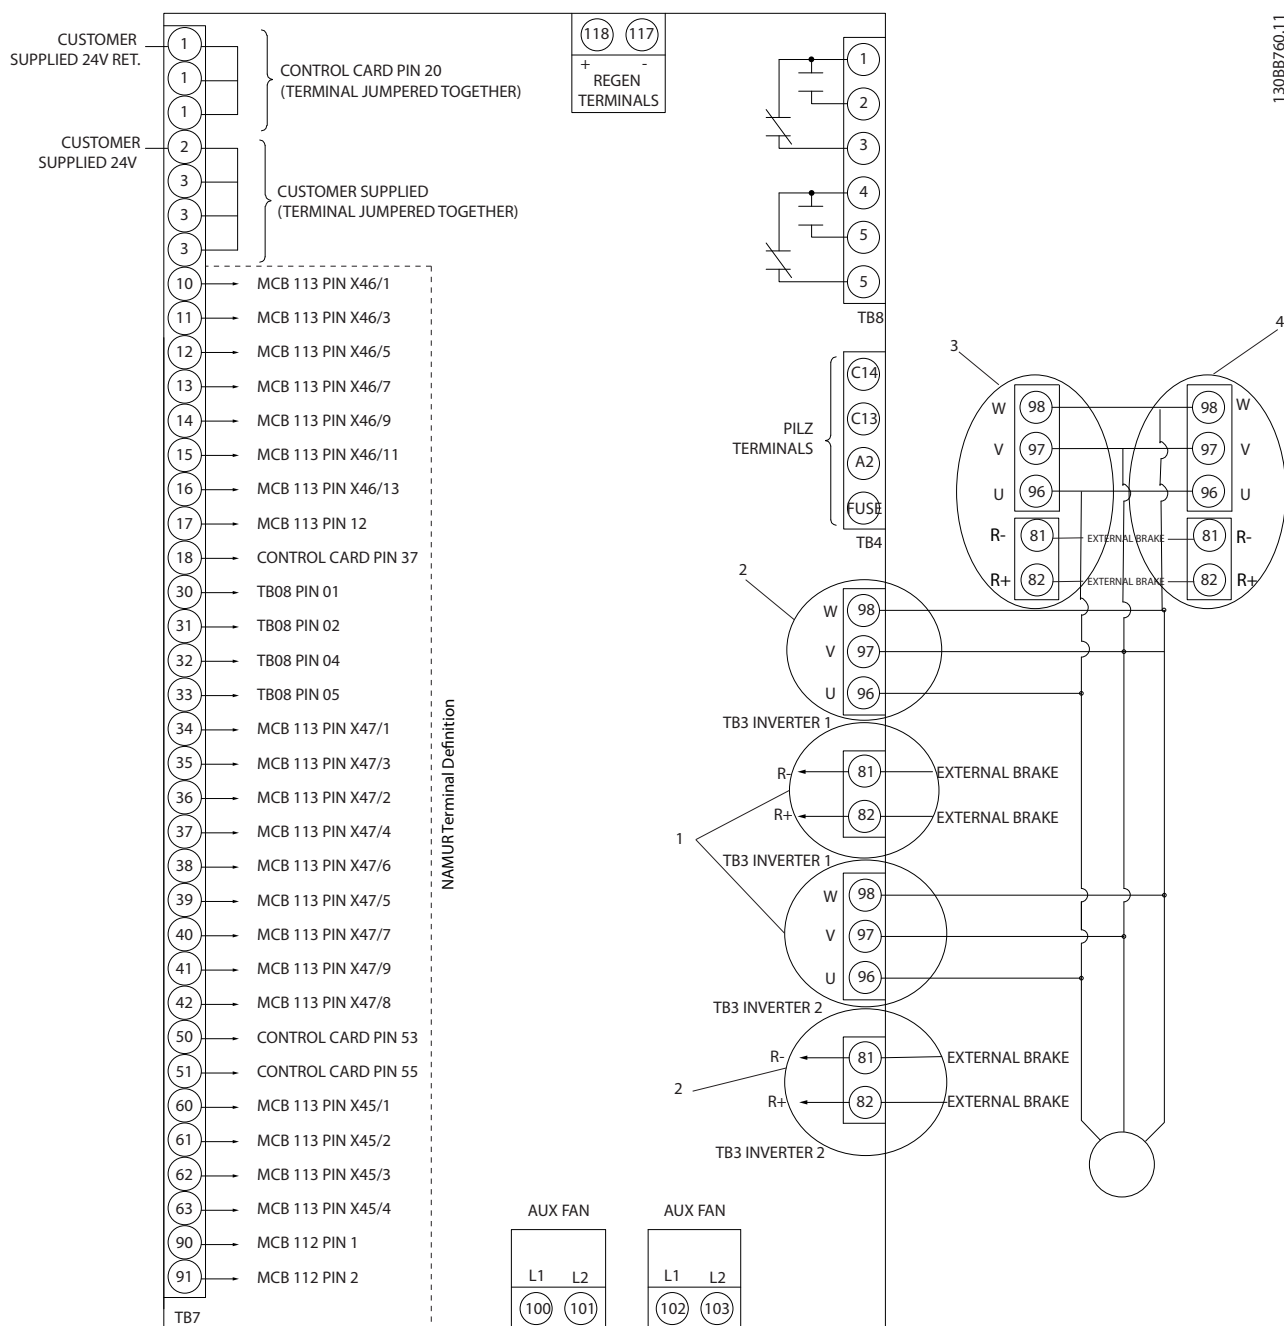 130BB760.11
CUSTOMER
SUPPLIED 24V RET.
1
1
1
CONTROL CARD PIN 20
(TERMINAL JUMPERED TOGETHER)
CUSTOMER
SUPPLIED 24V
2
3
3
3
CUSTOMER SUPPLIED
(TERMINAL JUMPERED TOGETHER)
10 MCB 113 PIN X46/1
11 MCB 113 PIN X46/3
12 MCB 113 PIN X46/5
13 MCB 113 PIN X46/7
14 MCB 113 PIN X46/9
15 MCB 113 PIN X46/11
16 MCB 113 PIN X46/13
17 MCB 113 PIN 12
18 CONTROL CARD PIN 37
30 TB08 PIN 01
31 TB08 PIN 02
32 TB08 PIN 04
33 TB08 PIN 05
34 MCB 113 PIN X47/1
35 MCB 113 PIN X47/3
36 MCB 113 PIN X47/2
37 MCB 113 PIN X47/4
38 MCB 113 PIN X47/6
39 MCB 113 PIN X47/5
40 MCB 113 PIN X47/7
41 MCB 113 PIN X47/9
42 MCB 113 PIN X47/8
50 CONTROL CARD PIN 53
51 CONTROL CARD PIN 55
60 MCB 113 PIN X45/1
61 MCB 113 PIN X45/2
62 MCB 113 PIN X45/3
63 MCB 113 PIN X45/4
90 MCB 112 PIN 1
91 MCB 112 PIN 2
TB7
NAMUR Terminal Definition
118 117
+ -
REGEN
TERMINALS
1
2
3
4
5
5
TB8
PILZ
TERMINALS
C14
C13
A2
FUSE
TB4
2
W 98
V 97
U 96
TB3 INVERTER 1
1
R- 81 EXTERNAL BRAKE
R+ 82 EXTERNAL BRAKE
TB3 INVERTER 1
W 98
V 97
U 96
TB3 INVERTER 2
2
R- 81 EXTERNAL BRAKE
R+ 82 EXTERNAL BRAKE
TB3 INVERTER 2
3
4
W 98 98 W
V 97 97 V
U 96 96 U
R- 81 EXTERNAL BRAKE 81 R-
R+ 82 EXTERNAL BRAKE 82 R+
AUX FAN
L1 L2
100 101
AUX FAN
L1 L2
102 103